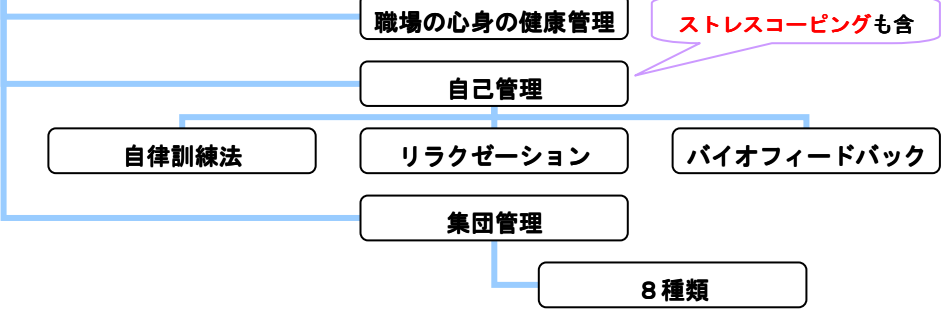 職場の心身の健康管理
ストレスコーピングも含
自己管理
自律訓練法
リラクゼーション
バイオフィードバック
集団管理
８種類